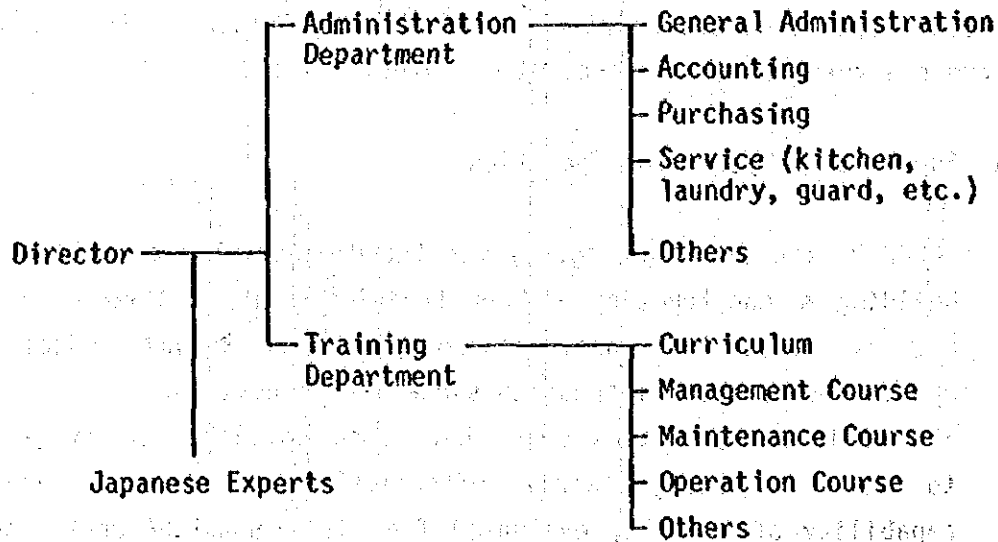 Administration
Department
General Administration
Accounting
Purchasing
Service (kitchen,
laundry, guard, etc.)
Others
Director
Training
Department
Curriculum
Management Course
Maintenance Course
Operation Course
Others
Japanese Experts